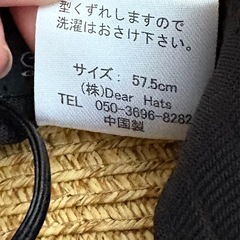 型くずれしますので
洗濯はおさけ下さい。
サイズ: 57.5cm
(株)Dear Hats
TEL 050-3696-8282
中国製